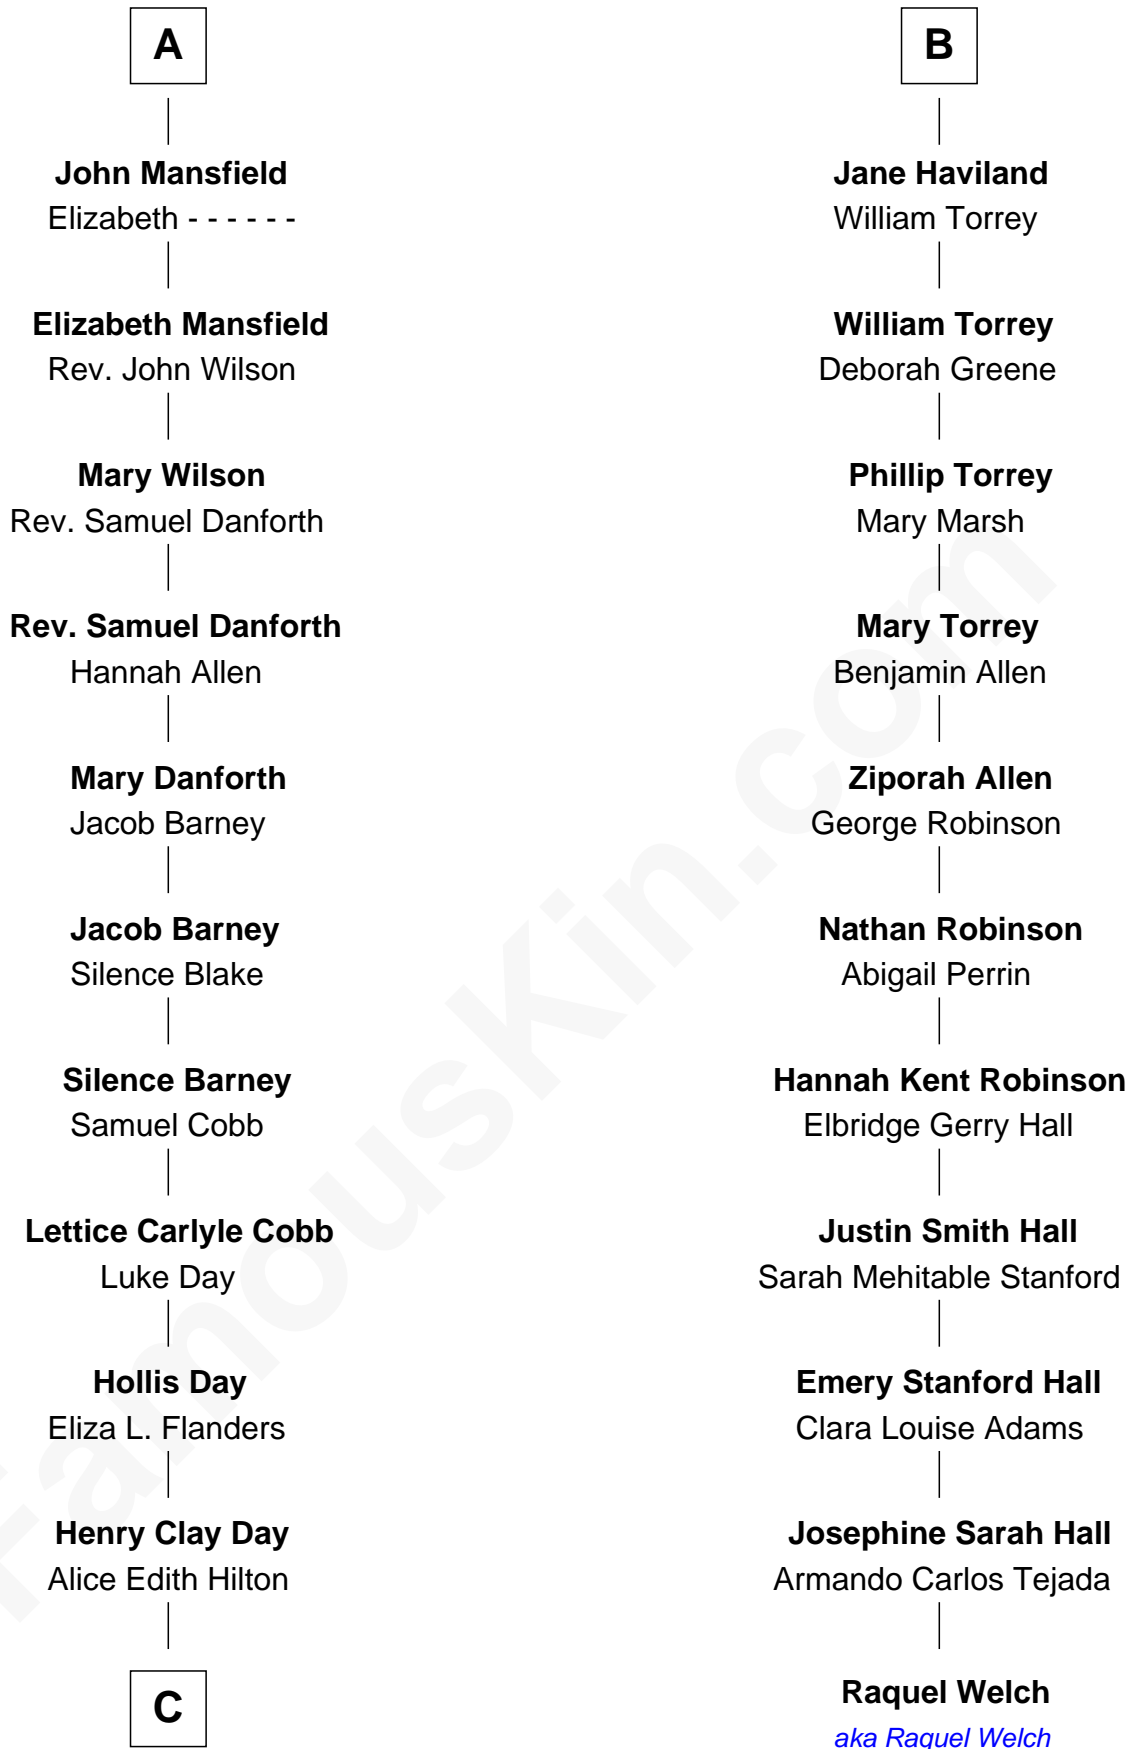 A
John Mansfield
Elizabeth - - - - - -
Elizabeth Mansfield
Rev. John Wilson
Mary Wilson
Rev. Samuel Danforth
Rev. Samuel Danforth
Hannah Allen
Mary Danforth
Jacob Barney
Jacob Barney
Silence Blake
Silence Barney
Samuel Cobb
Lettice Carlyle Cobb
Luke Day
Hollis Day
Eliza L. Flanders
Henry Clay Day
Alice Edith Hilton
C
B
Jane Haviland
William Torrey
William Torrey
Deborah Greene
Phillip Torrey
Mary Marsh
Mary Torrey
Benjamin Allen
Ziporah Allen
George Robinson
Nathan Robinson
Abigail Perrin
Hannah Kent Robinson
Elbridge Gerry Hall
Justin Smith Hall
Sarah Mehitable Stanford
Emery Stanford Hall
Clara Louise Adams
Josephine Sarah Hall
Armando Carlos Tejada
Raquel Welch
aka Raquel Welch
FamousKin.com